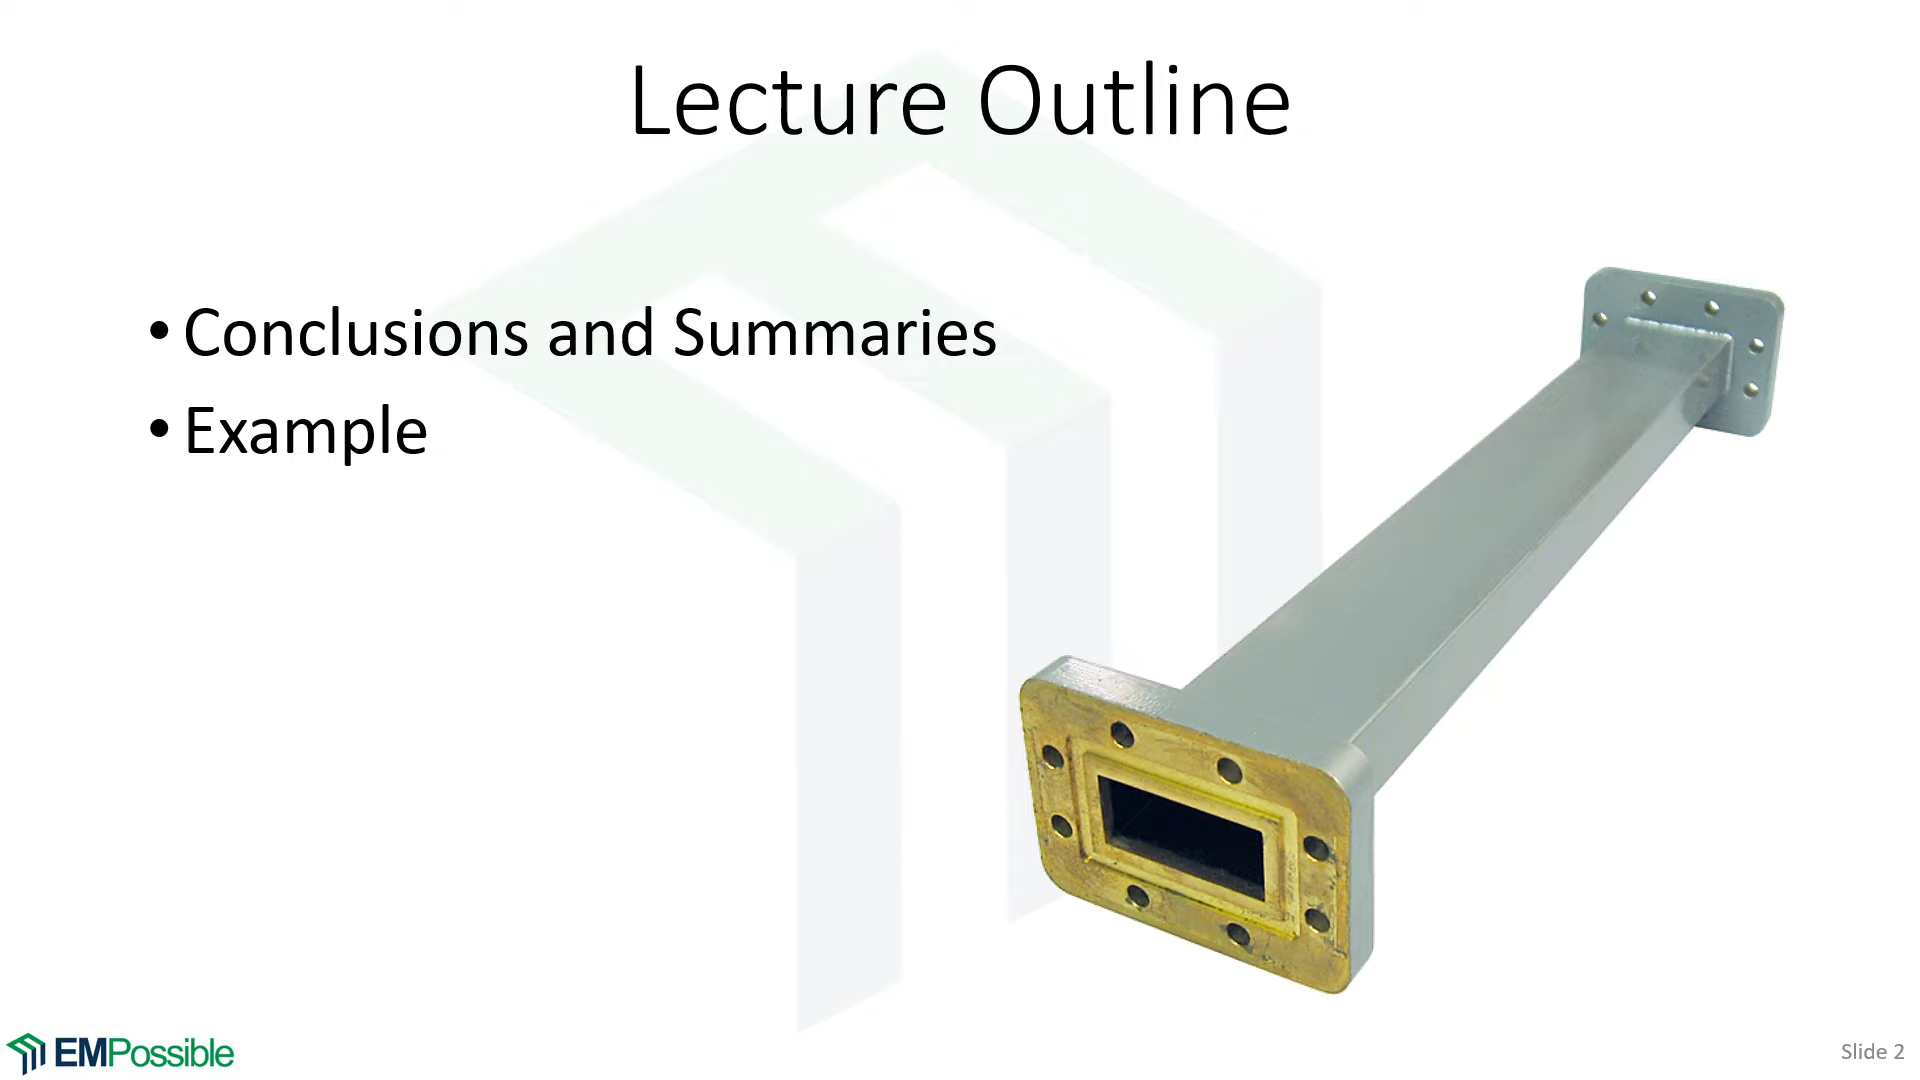 Lecture Outline
• Conclusions and Summaries
• Example
EMPossible
Slide 2